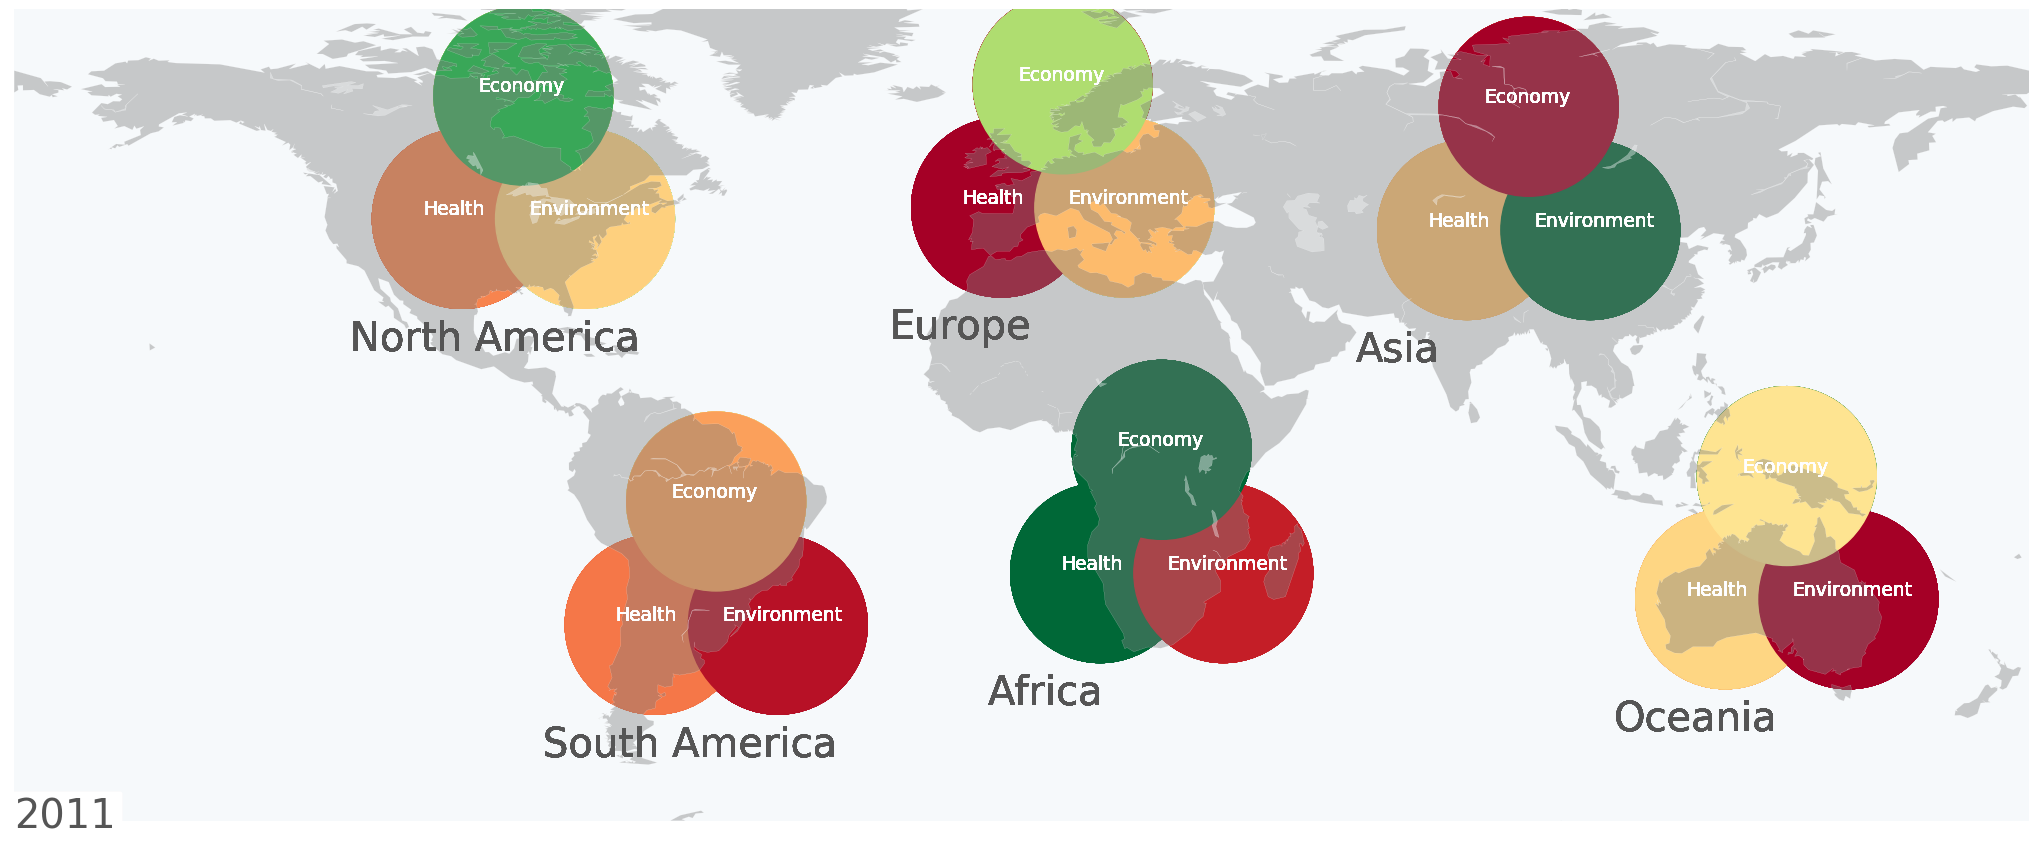 Economy
Health
Environment
North America
Economy
Health
Environment
Europe
Economy
Health
Environment
Asia
Economy
Health
Environment
South America
Economy
Health
Environment
Africa
Economy
Health
Environment
Oceania
2011